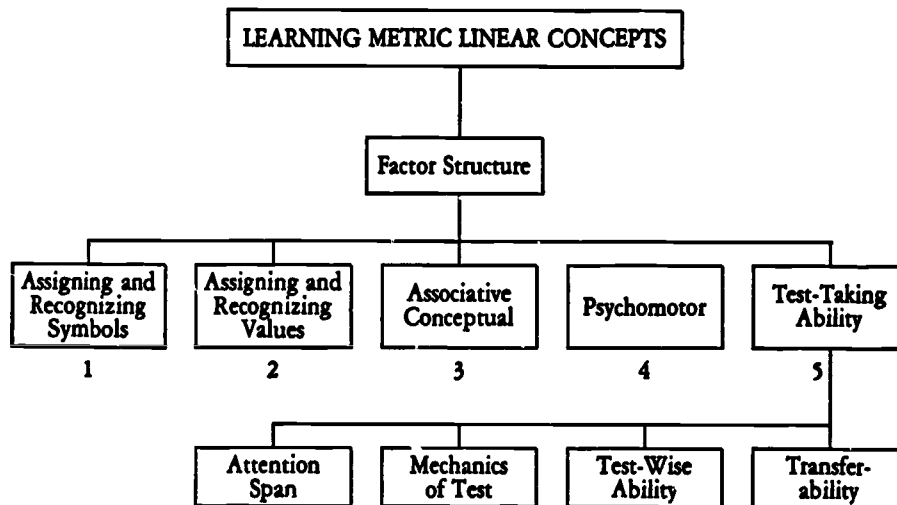 LEARNING METRIC LINEAR CONCEPTS
Factor Structure
Assigning and
Recognizing
Symbols
Assigning and
Recognizing
Values
Associative
Conceptual
Psychomotor
Test-Taking
Ability
1
2
3
4
5
Attention
Span
Mechanics
of Test
Test-Wise
Ability
Transfer-
ability